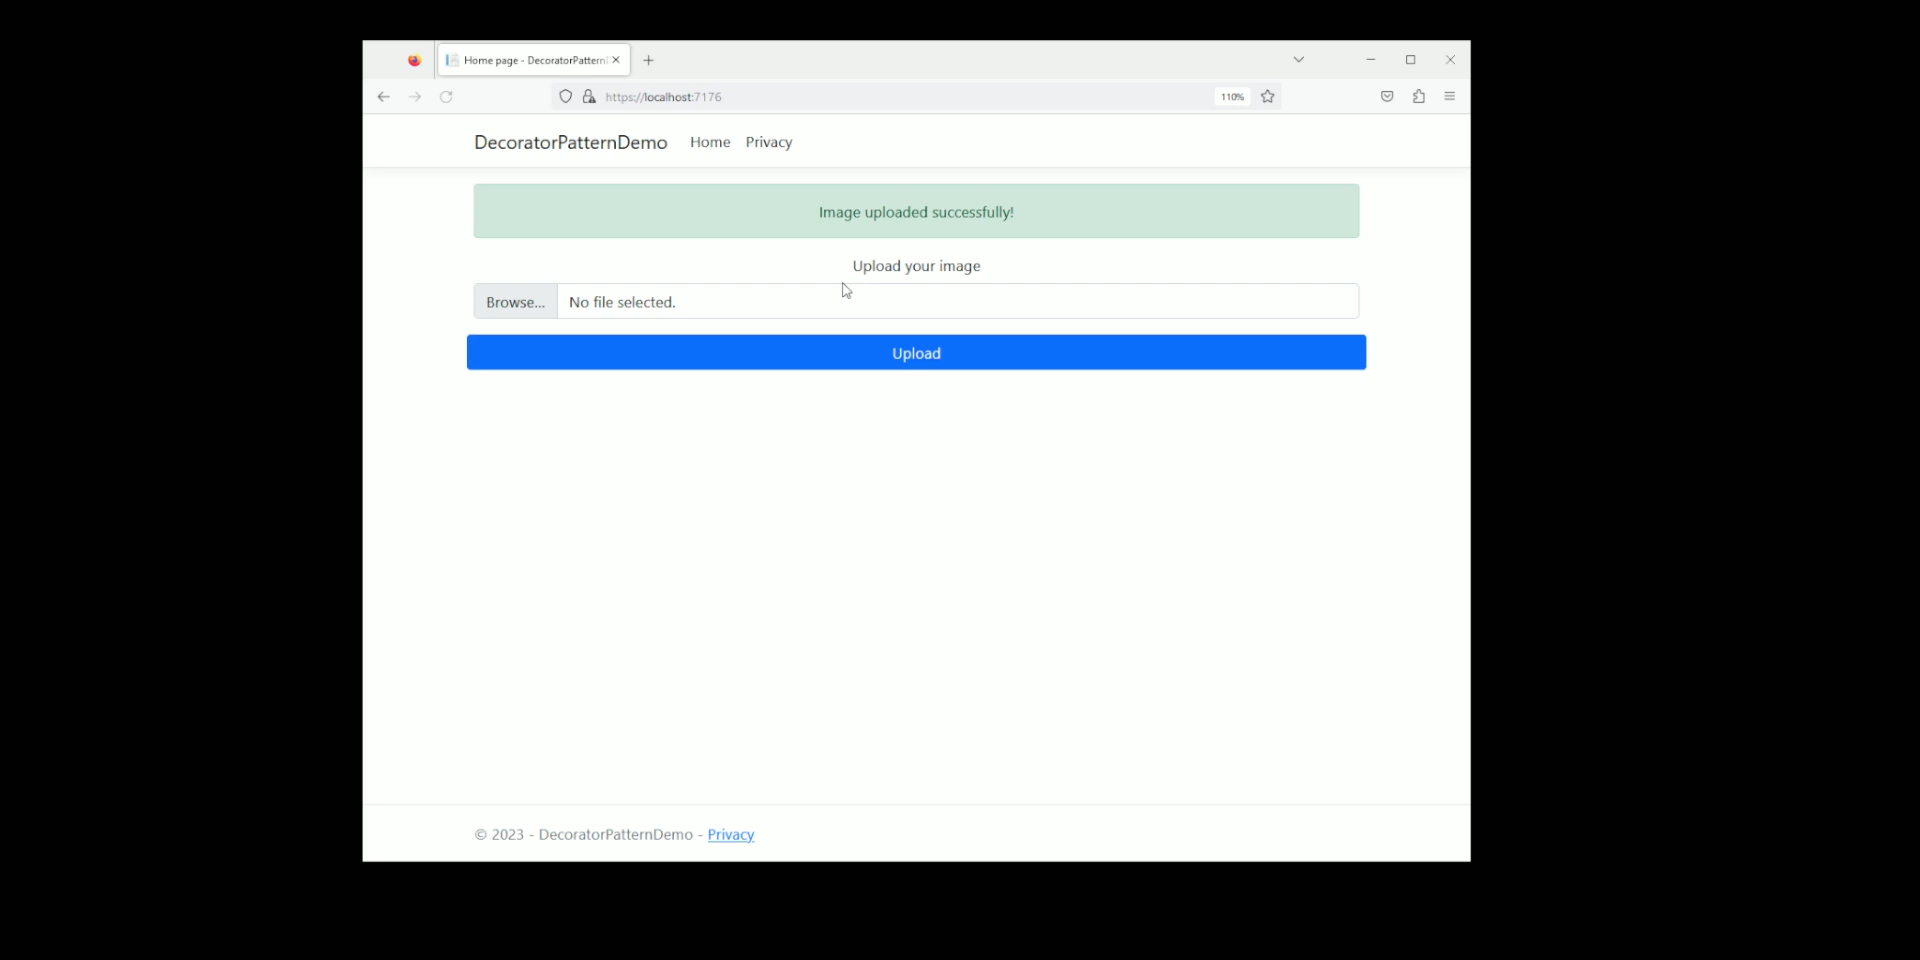 Home page - DecoratorPattern
https://localhost:7176
110%
DecoratorPatternDemo Home Privacy
Image uploaded successfully!
Upload your image
Browse... No file selected.
Upload
© 2023 - DecoratorPatternDemo - Privacy